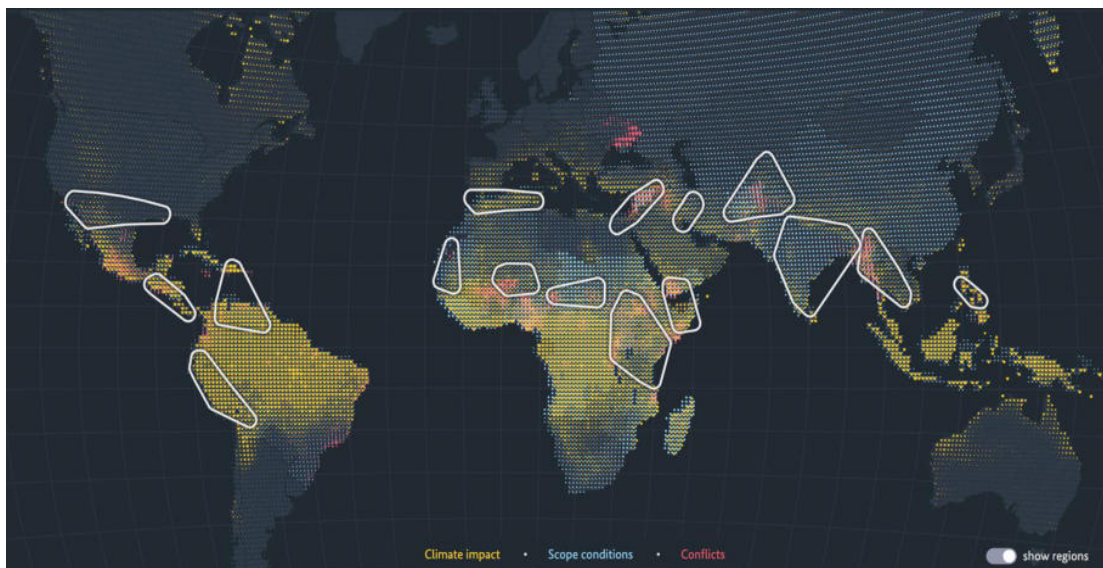 Climate impact • Scope conditions • Conflicts
show regions